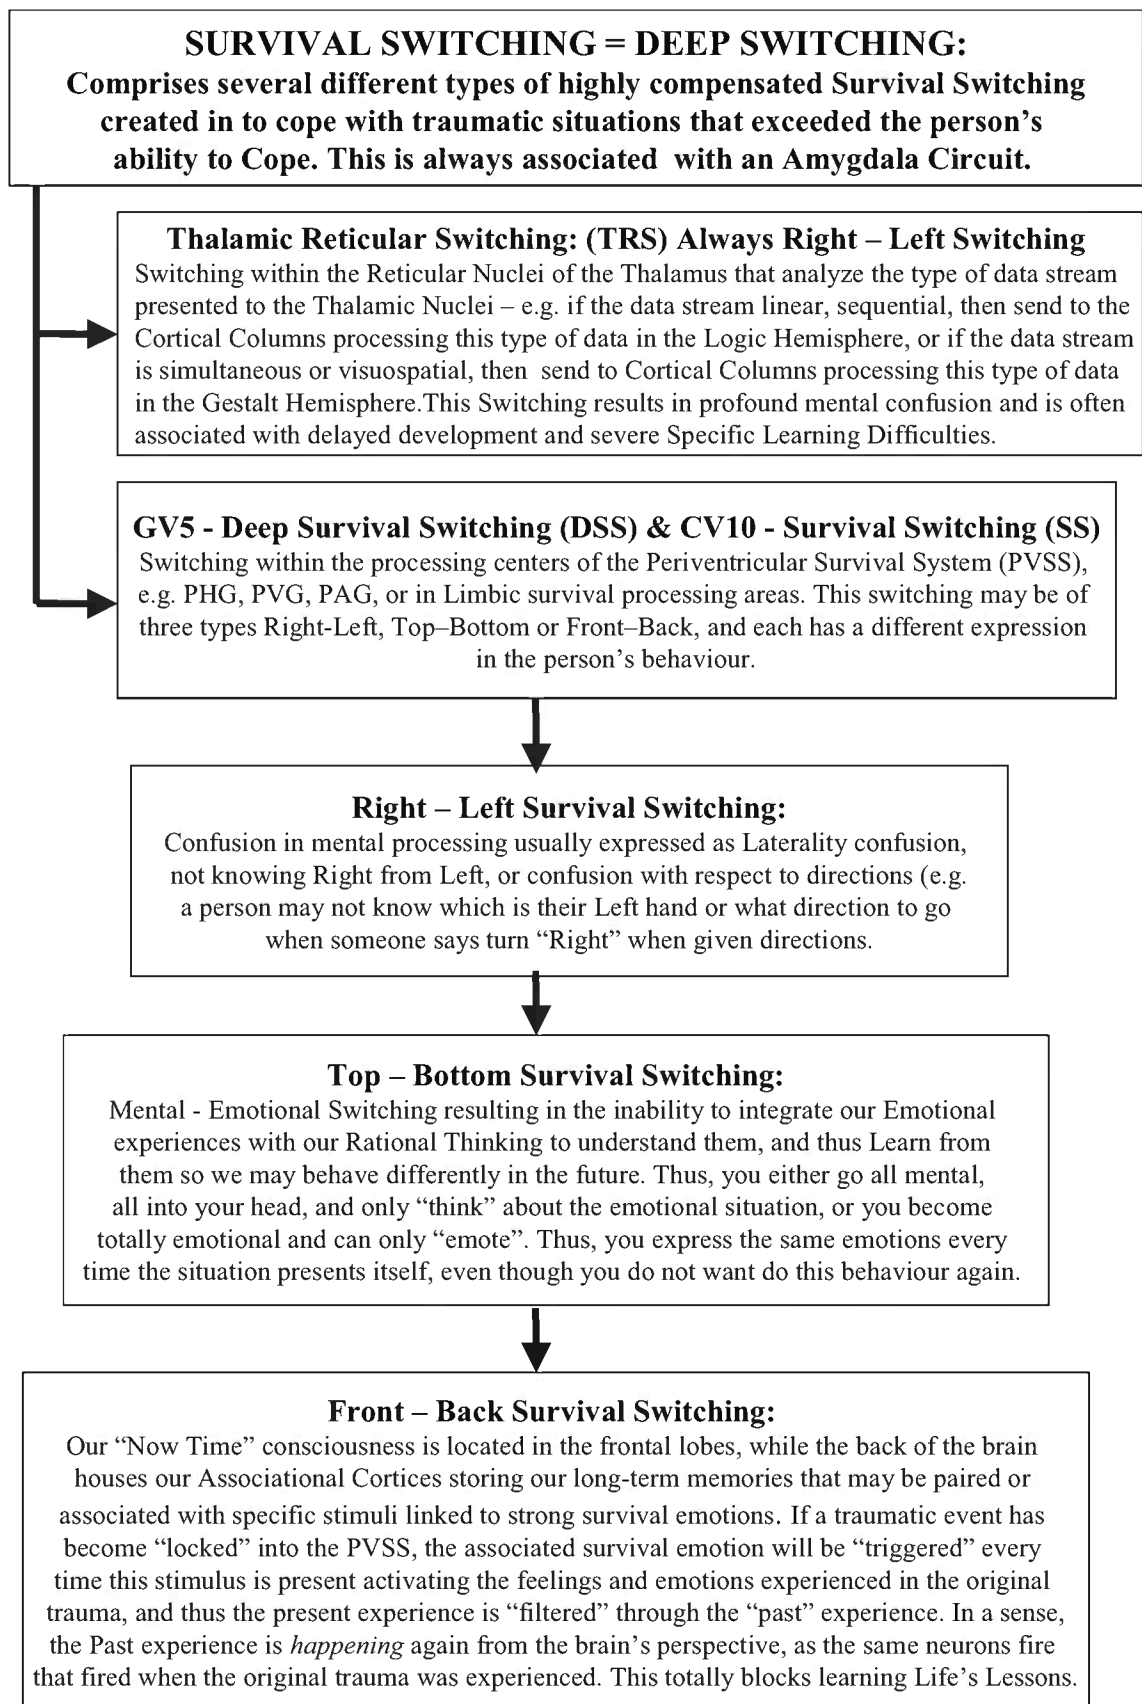 SURVIVAL SWITCHING = DEEP SWITCHING:
Comprises several different types of highly compensated Survival Switching
created in to cope with traumatic situations that exceeded the person’s
ability to Cope. This is always associated with an Amygdala Circuit.
Thalamic Reticular Switching: (TRS) Always Right – Left Switching
Switching within the Reticular Nuclei of the Thalamus that analyze the type of data stream
presented to the Thalamic Nuclei – e.g. if the data stream linear, sequential, then send to the
Cortical Columns processing this type of data in the Logic Hemisphere, or if the data stream
is simultaneous or visuospatial, then send to Cortical Columns processing this type of data
in the Gestalt Hemisphere.This Switching results in profound mental confusion and is often
associated with delayed development and severe Specific Learning Difficulties.
GV5 - Deep Survival Switching (DSS) & CV10 - Survival Switching (SS)
Switching within the processing centers of the Periventricular Survival System (PVSS),
e.g. PHG, PVG, PAG, or in Limbic survival processing areas. This switching may be of
three types Right-Left, Top–Bottom or Front–Back, and each has a different expression
in the person’s behaviour.
Right – Left Survival Switching:
Confusion in mental processing usually expressed as Laterality confusion,
not knowing Right from Left, or confusion with respect to directions (e.g.
a person may not know which is their Left hand or what direction to go
when someone says turn “Right” when given directions.
Top – Bottom Survival Switching:
Mental - Emotional Switching resulting in the inability to integrate our Emotional
experiences with our Rational Thinking to understand them, and thus Learn from
them so we may behave differently in the future. Thus, you either go all mental,
all into your head, and only “think” about the emotional situation, or you become
totally emotional and can only “emote”. Thus, you express the same emotions every
time the situation presents itself, even though you do not want do this behaviour again.
Front – Back Survival Switching:
Our “Now Time” consciousness is located in the frontal lobes, while the back of the brain
houses our Associational Cortices storing our long-term memories that may be paired or
associated with specific stimuli linked to strong survival emotions. If a traumatic event has
become “locked” into the PVSS, the associated survival emotion will be “triggered” every
time this stimulus is present activating the feelings and emotions experienced in the original
trauma, and thus the present experience is “filtered” through the “past” experience. In a sense,
the Past experience is happening again from the brain’s perspective, as the same neurons fire
that fired when the original trauma was experienced. This totally blocks learning Life’s Lessons.